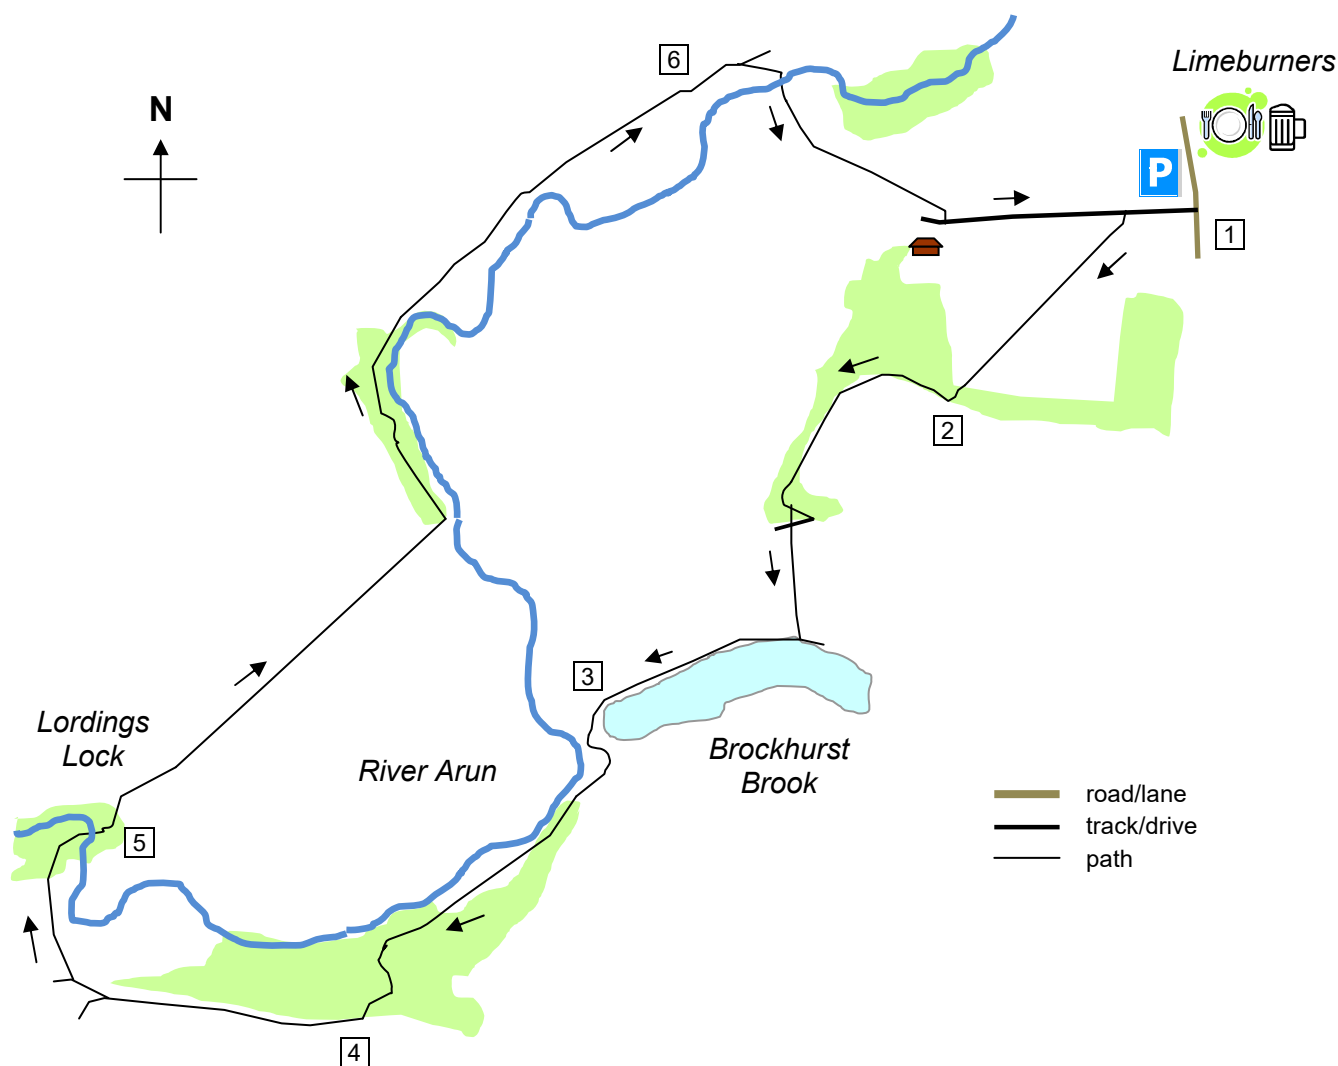 6
Limeburners
N
P
1
2
3
Lordings
Lock
River Arun
Brockhurst
Brook
road/lane
track/drive
path
5
4